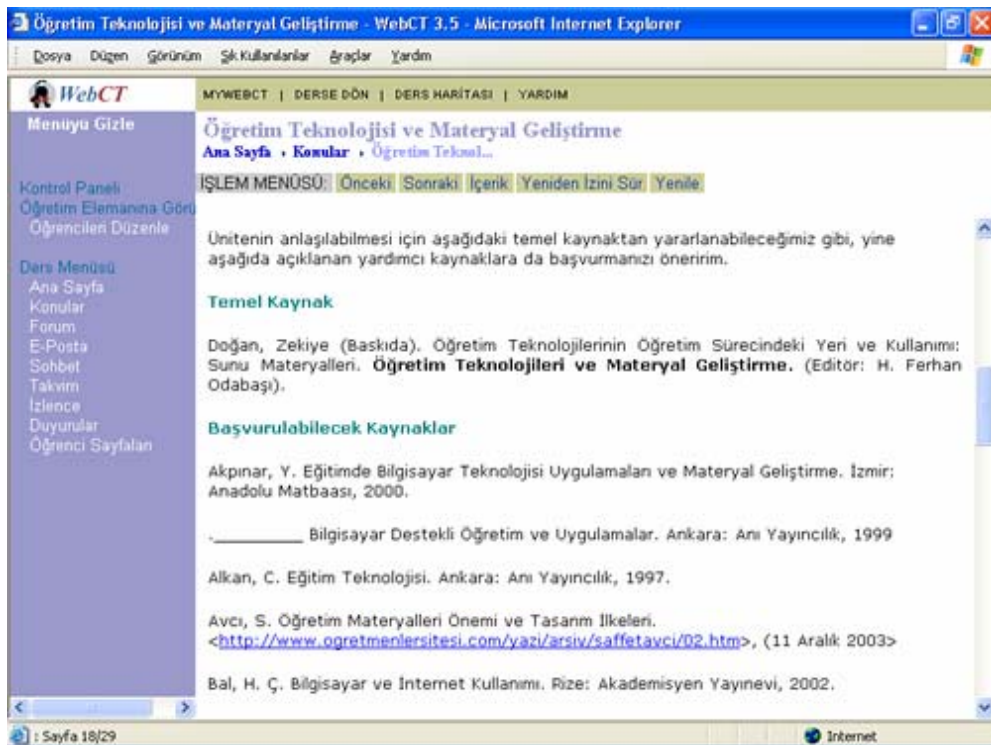 Öğretim Teknolojisi ve Materyal Geliştirme - WebCT 3.5 - Microsoft Internet Explorer
Dosya Düzen Görünüm Sık Kullanılanlar Araçlar Yardım
WebCT
MYWEBCT | DERSE DÖN | DERS HARİTASI | YARDIM
Menüyü Gizle
Öğretim Teknolojisi ve Materyal Geliştirme
Ana Sayfa › Konular › Öğretim Teknol...
İŞLEM MENÜSÜ: Önceki Sonraki İçerik Yeniden İzini Sür Yenile
Kontrol Paneli
Öğretim Elemanına Görü
Öğrencileri Düzenle
Ders Menüsü
Ana Sayfa
Konular
Forum
E-Posta
Sohbet
Takvim
İzlence
Duyurular
Öğrenci Sayfaları
Ünitenin anlaşılabilmesi için aşağıdaki temel kaynaktan yararlanabileceğimiz gibi, yine
aşağıda açıklanan yardımcı kaynaklara da başvurmanızı öneririm.
Temel Kaynak
Doğan, Zekiye (Baskıda). Öğretim Teknolojilerinin Öğretim Sürecindeki Yeri ve Kullanımı:
Sunu Materyalleri. Öğretim Teknolojileri ve Materyal Geliştirme. (Editör: H. Ferhan
Odabaşı).
Başvurulabilecek Kaynaklar
Akpınar, Y. Eğitimde Bilgisayar Teknolojisi Uygulamaları ve Materyal Geliştirme. İzmir:
Anadolu Matbaası, 2000.
.__________ Bilgisayar Destekli Öğretim ve Uygulamalar. Ankara: Anı Yayıncılık, 1999
Alkan, C. Eğitim Teknolojisi. Ankara: Anı Yayıncılık, 1997.
Avcı, S. Öğretim Materyalleri Önemi ve Tasarım İlkeleri.
<http://www.ogretmenlersitesi.com/yazi/arsiv/saffetavci/02.htm>, (11 Aralık 2003>
Bal, H. Ç. Bilgisayar ve İnternet Kullanımı. Rize: Akademisyen Yayınevi, 2002.
: Sayfa 18/29
Internet